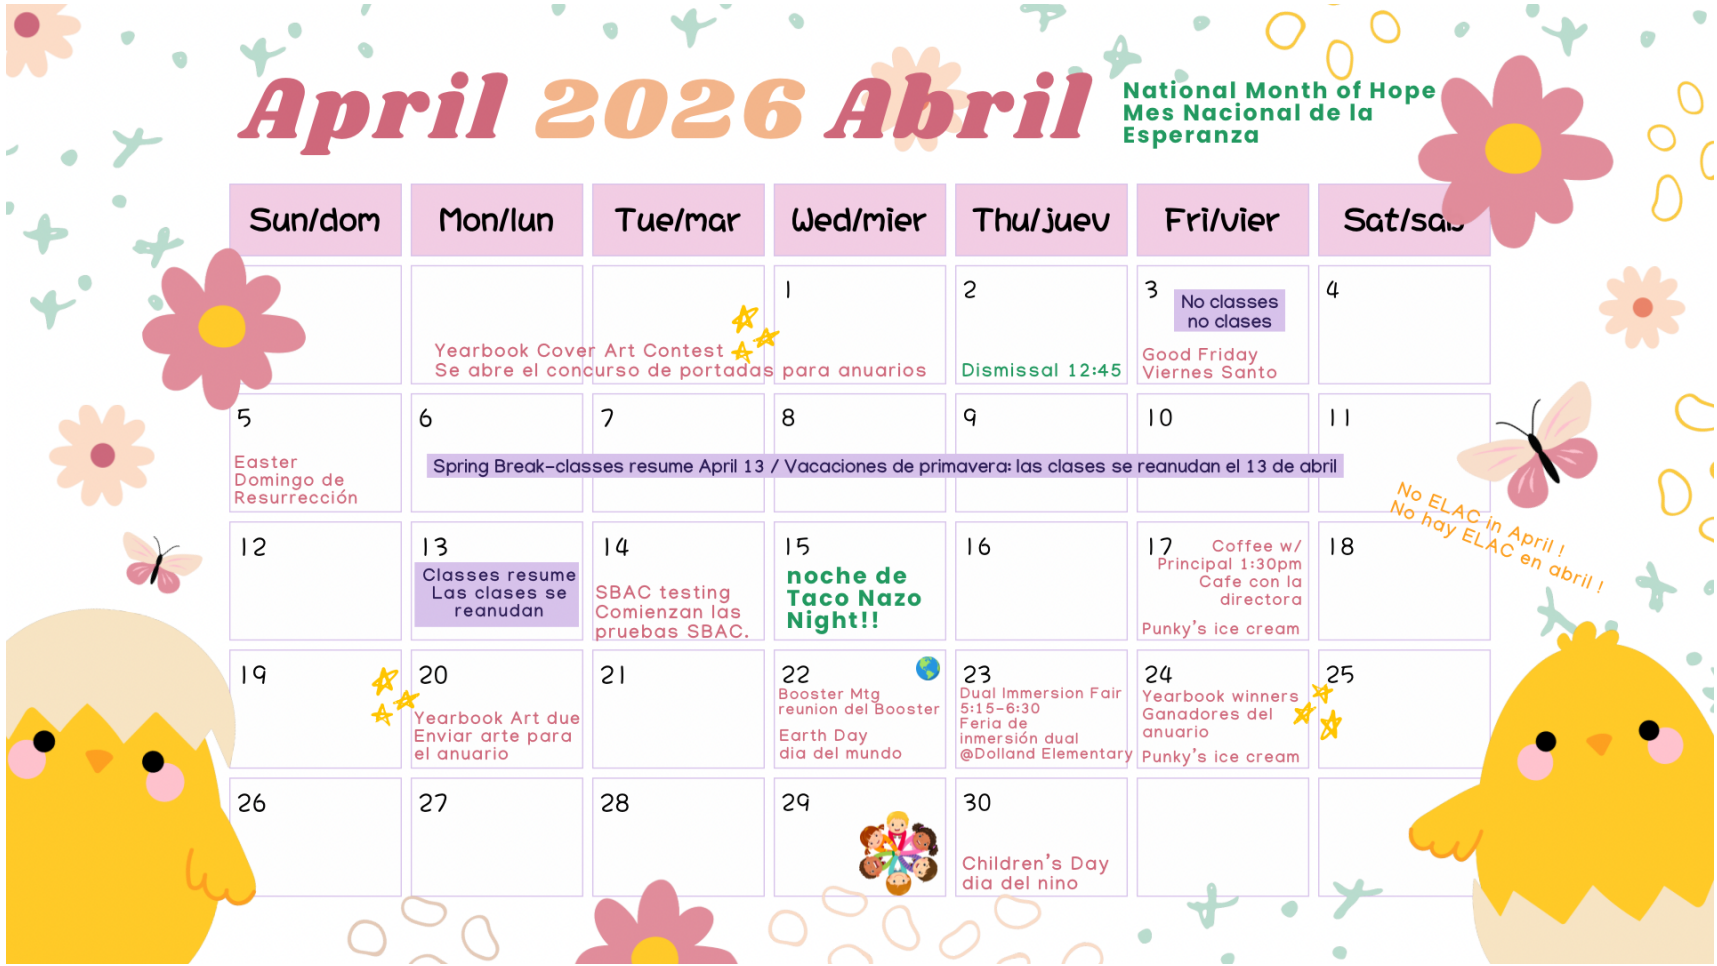 April 2026 Abril
National Month of Hope
Mes Nacional de la
Esperanza
Sun/dom
Mon/lun
Tue/mar
Wed/mier
Thu/juev
Fri/vier
Sat/sab
Yearbook Cover Art Contest
Se abre el concurso de portadas para anuarios
1
2
Dismissal 12:45
3
No classes
no clases
Good Friday
Viernes Santo
4
5
Easter
Domingo de
Resurrección
6
7
8
9
10
11
Spring Break-classes resume April 13 / Vacaciones de primavera: las clases se reanudan el 13 de abril
No ELAC in April !
No hay ELAC en abril !
12
13
Classes resume
Las clases se
reanudan
14
SBAC testing
Comienzan las
pruebas SBAC.
15
noche de
Taco Nazo
Night!!
16
17
Coffee w/
Principal 1:30pm
Cafe con la
directora
Punky's ice cream
18
19
20
Yearbook Art due
Enviar arte para
el anuario
21
22
Booster Mtg
reunion del Booster
Earth Day
dia del mundo
23
Dual Immersion Fair
5:15-6:30
Feria de
inmersión dual
@Dolland Elementary
24
Yearbook winners
Ganadores del
anuario
Punky's ice cream
25
26
27
28
29
30
Children's Day
dia del nino